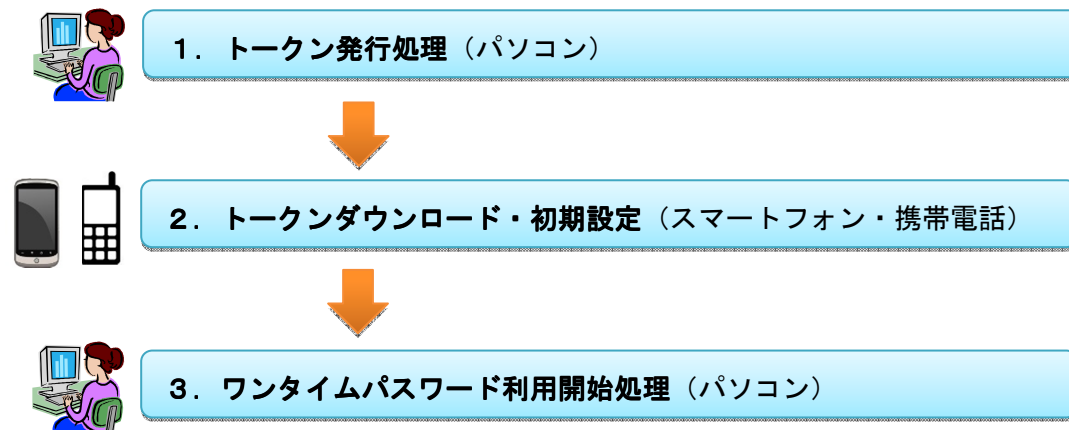 １．トークン発行処理（パソコン）
２．トークンダウンロード・初期設定（スマートフォン・携帯電話）
３．ワンタイムパスワード利用開始処理（パソコン）